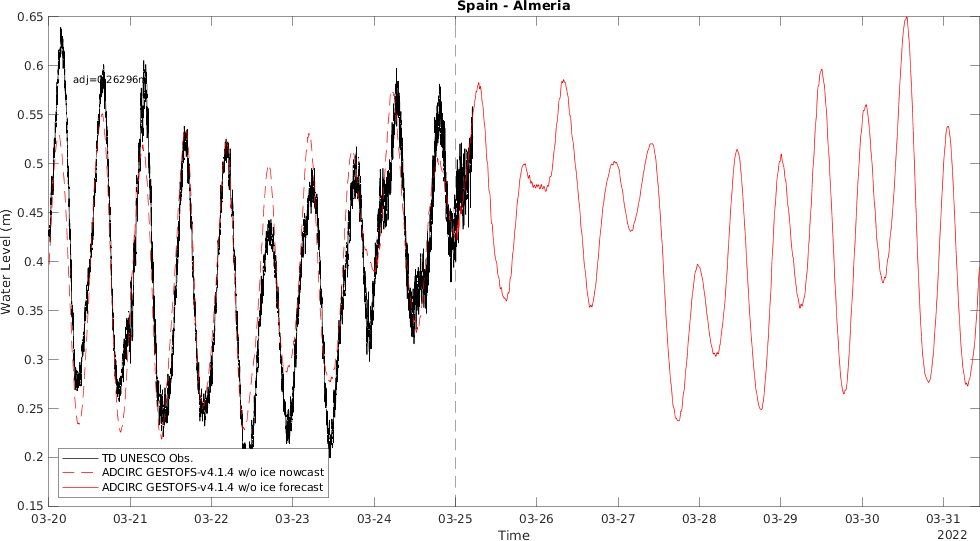 Spain - Almeria
0.65
0.6
0.55
0.5
0.45
0.4
0.35
0.3
0.25
0.2
0.15
Water Level (m)
adj=0.26296m
TD UNESCO Obs.
ADCIRC GESTOFS-v4.1.4 w/o ice nowcast
ADCIRC GESTOFS-v4.1.4 w/o ice forecast
03-20 03-21 03-22 03-23 03-24 03-25 03-26 03-27 03-28 03-29 03-30 03-31
Time
2022